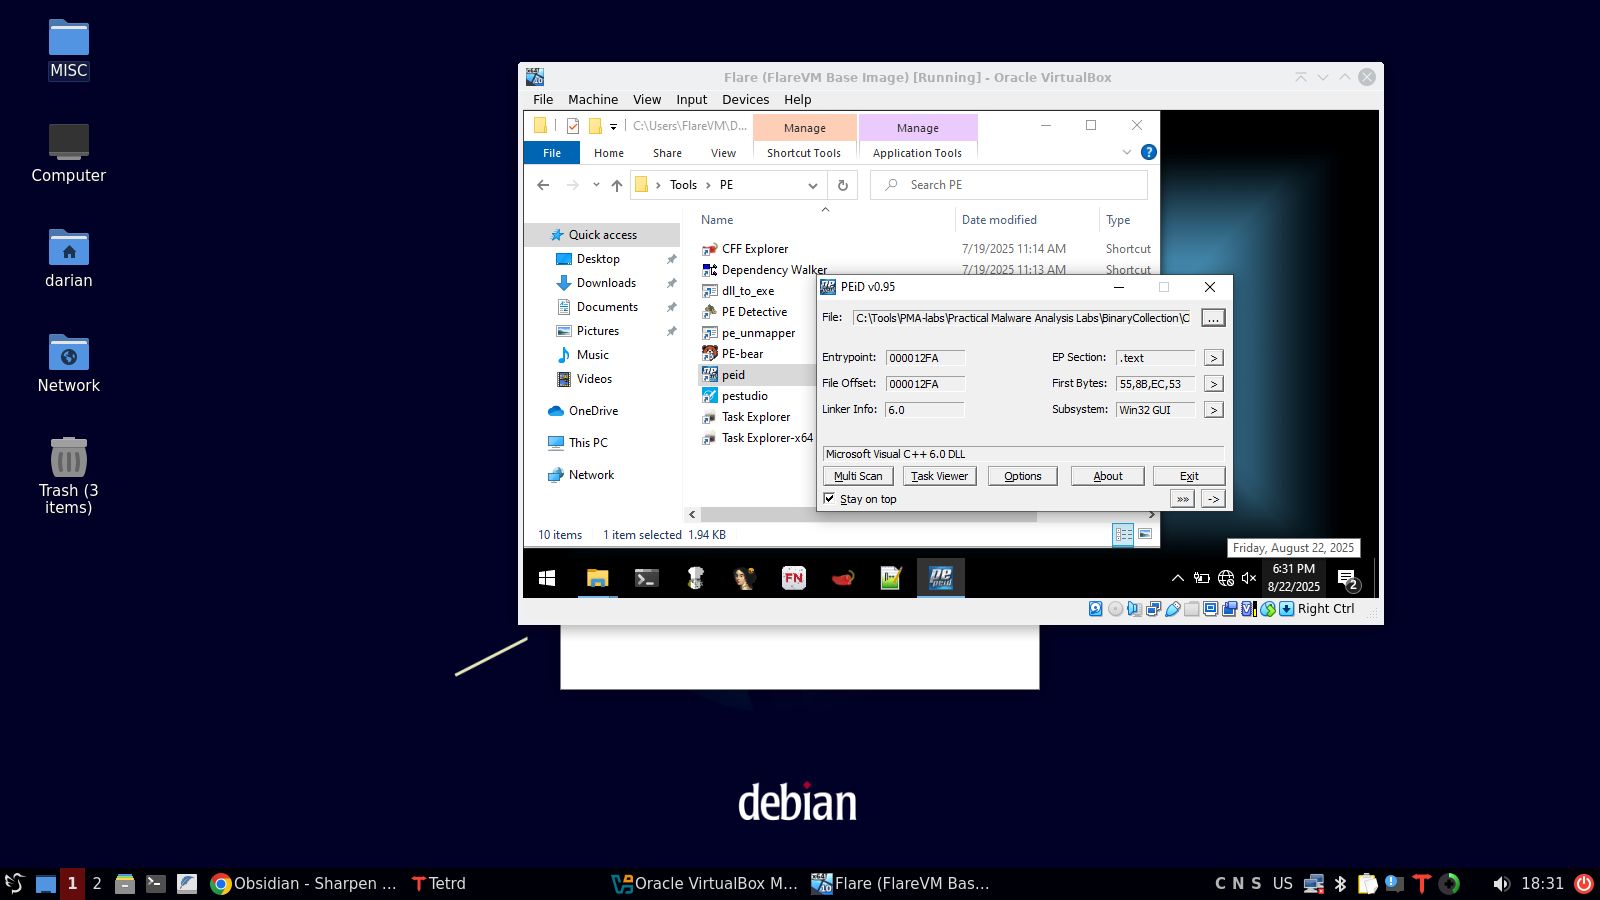 MISC
Computer
darian
Network
Trash (3
items)
Flare (FlareVM Base Image) [Running] - Oracle VirtualBox
File Machine View Input Devices Help
C:\Users\FlareVM\D...
Manage
Manage
File
Home
Share
View
Shortcut Tools
Application Tools
Tools
PE
Search PE
Name
Date modified
Type
Quick access
Desktop
Downloads
Documents
Pictures
Music
Videos
OneDrive
This PC
Network
CFF Explorer 7/19/2025 11:14 AM Shortcut
Dependency Walker 7/19/2025 11:13 AM Shortcut
dll_to_exe
PE Detective
pe_unmapper
PE-bear
peid
pestudio
Task Explorer
Task Explorer-x64
10 items 1 item selected 1.94 KB
PEiD v0.95
File: C:\Tools\PMA-labs\Practical Malware Analysis Labs\BinaryCollection\C
...
Entrypoint: 000012FA EP Section: .text >
File Offset: 000012FA First Bytes: 55,8B,EC,53 >
Linker Info: 6.0 Subsystem: Win32 GUI >
Microsoft Visual C++ 6.0 DLL
Multi Scan Task Viewer Options About Exit
Stay on top »» ->
Friday, August 22, 2025
FN
6:31 PM
8/22/2025
2
Right Ctrl
debian
1 2 Obsidian - Sharpen ... Tetrd Oracle VirtualBox M... Flare (FlareVM Bas... C N S US 18:31